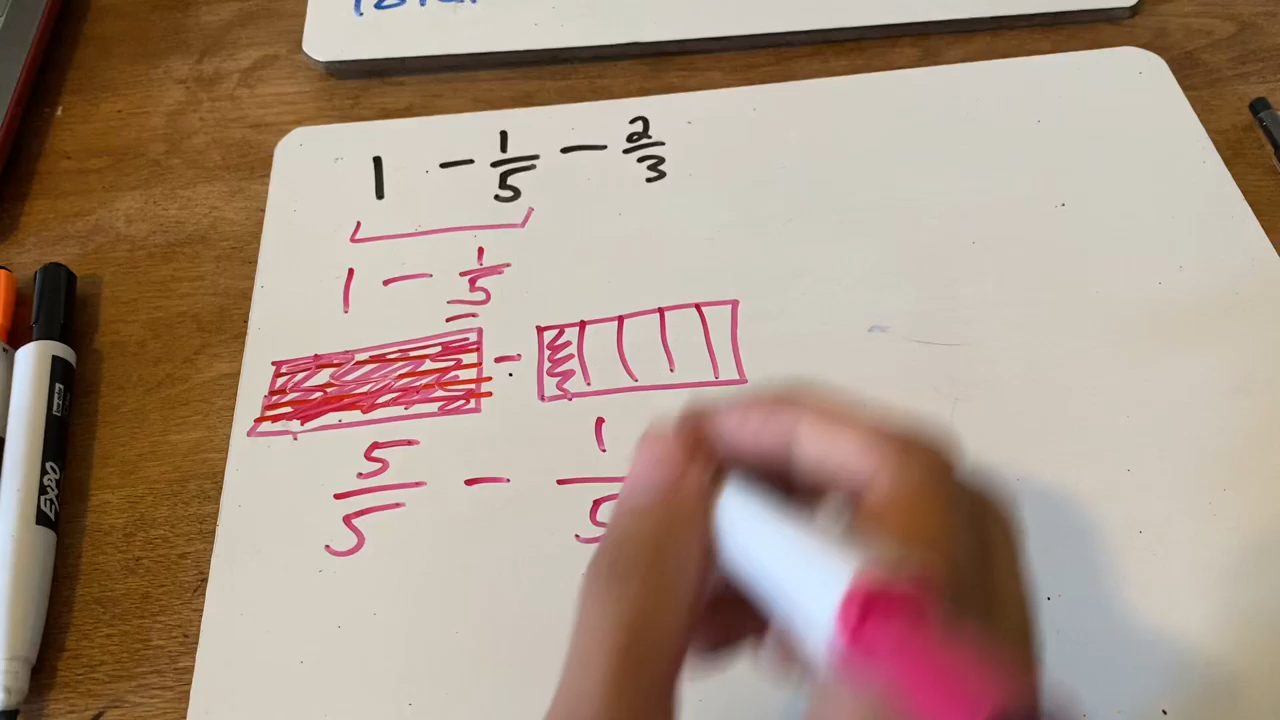 1 - 1/5 - 2/3
1 - 1/5
-
5/5 - 1/5
EXPO